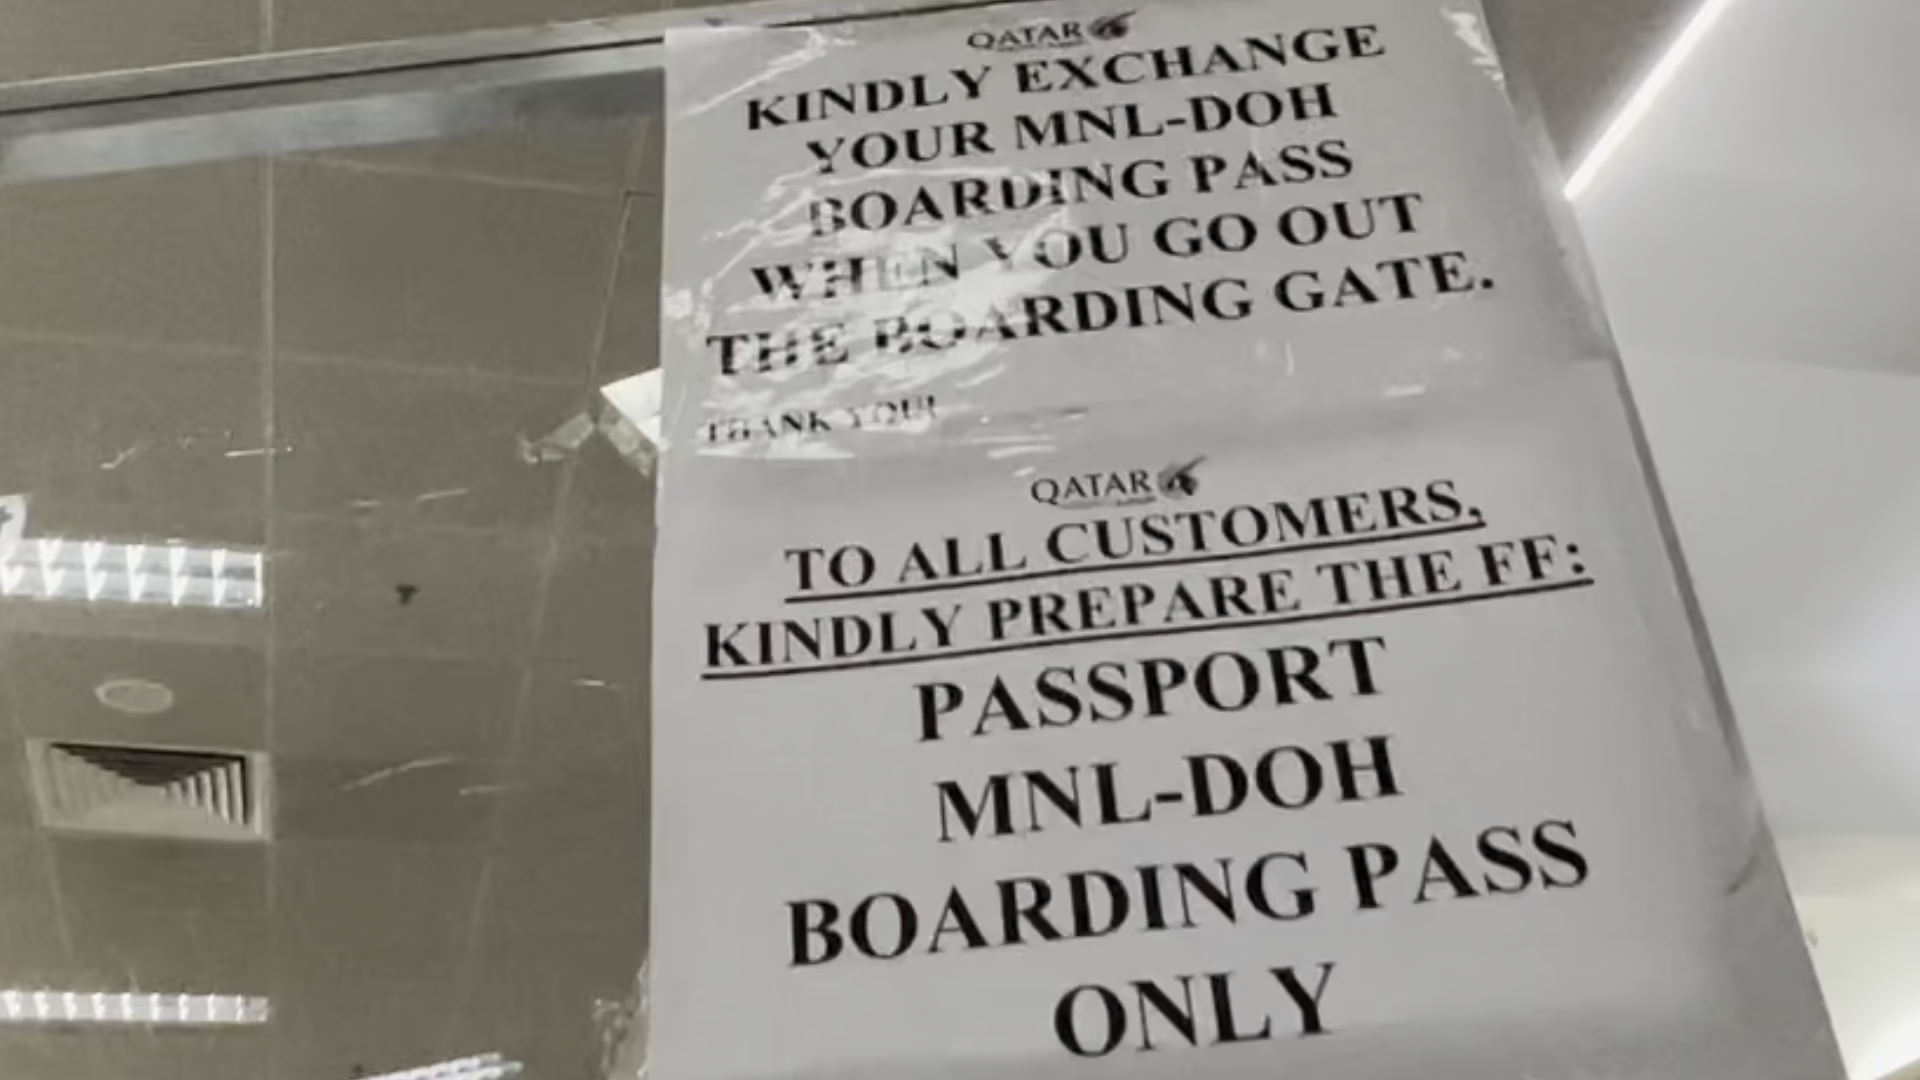 QATAR
KINDLY EXCHANGE
YOUR MNL-DOH
BOARDING PASS
WHEN YOU GO OUT
THE BOARDING GATE.
THANK YOU!
QATAR
TO ALL CUSTOMERS,
KINDLY PREPARE THE FF:
PASSPORT
MNL-DOH
BOARDING PASS
ONLY